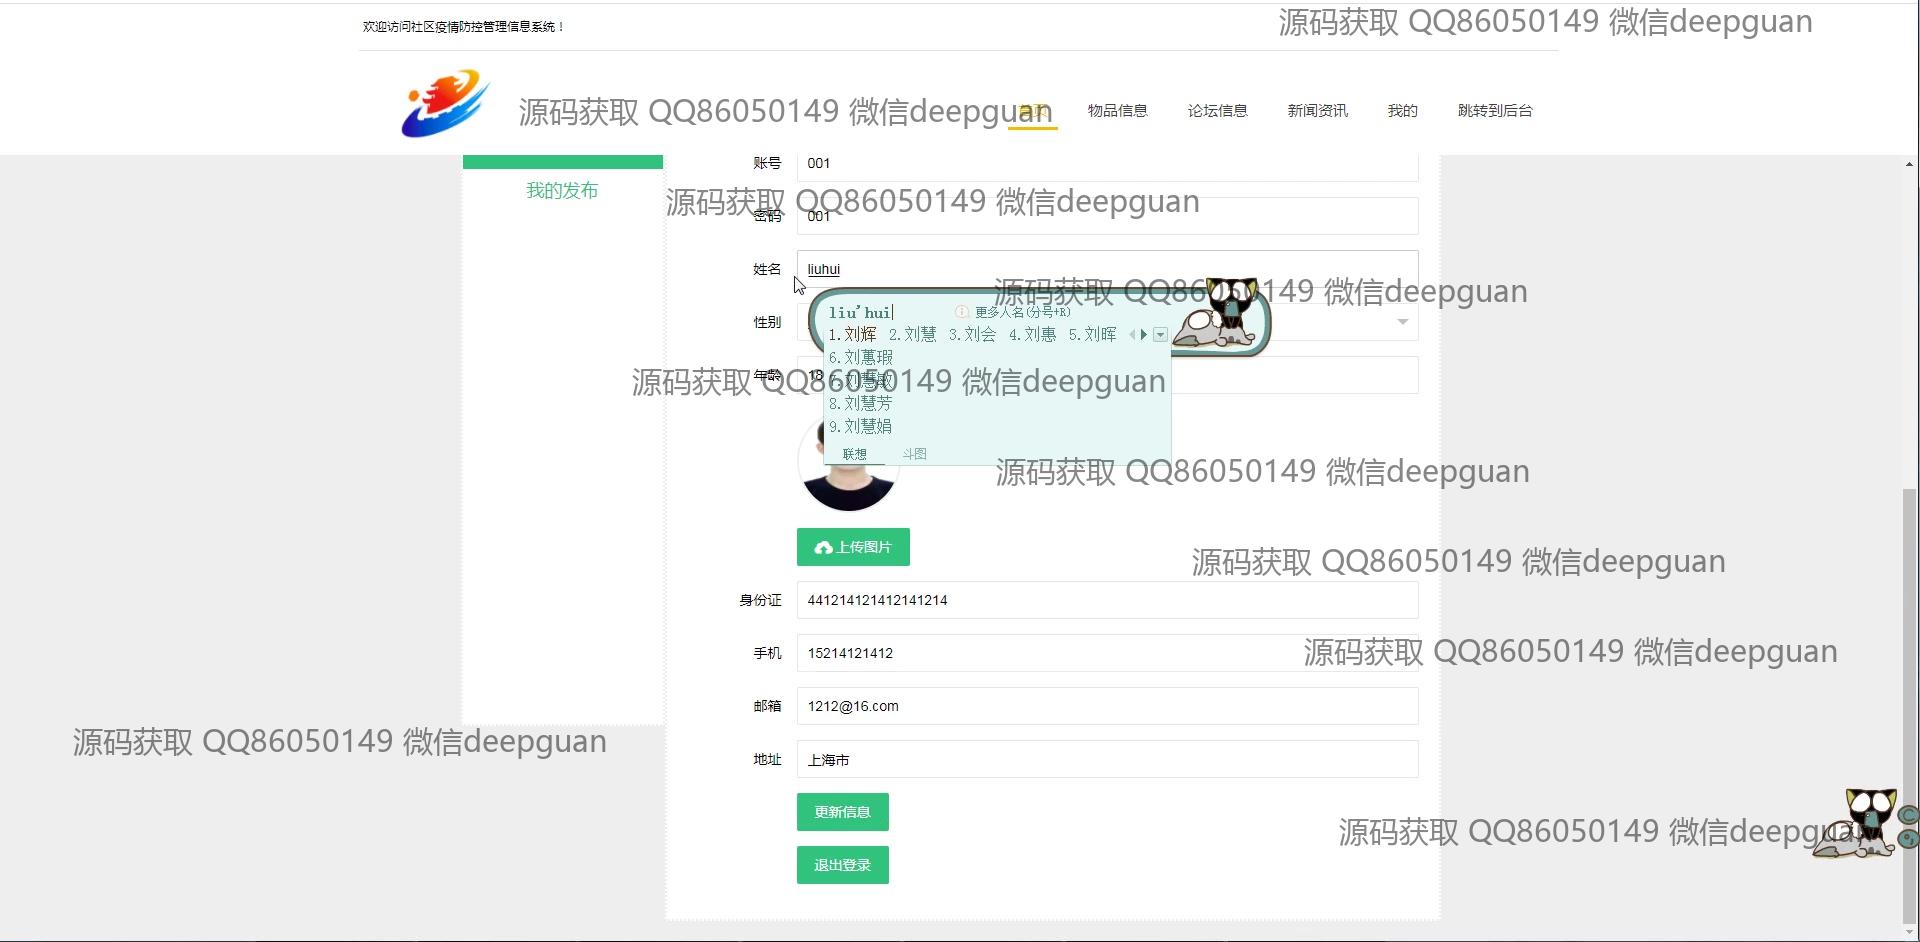 欢迎访问社区疫情防控管理信息系统！
源码获取 QQ86050149 微信deepguan
源码获取 QQ86050149 微信deepguan
首页
物品信息
论坛信息
新闻资讯
我的
跳转到后台
账号
001
我的发布
源码获取 QQ86050149 微信deepguan
密码
001
姓名
liuhui
源码获取 QQ86050149 微信deepguan
liu'hui
更多人名(分号+R)
性别
1.刘辉 2.刘慧 3.刘会 4.刘惠 5.刘晖
6.刘蕙瑕
年龄
18
7.刘慧敏
源码获取 QQ86050149 微信deepguan
8.刘慧芳
9.刘慧娟
联想
斗图
源码获取 QQ86050149 微信deepguan
上传图片
源码获取 QQ86050149 微信deepguan
身份证
441214121412141214
手机
15214121412
源码获取 QQ86050149 微信deepguan
邮箱
1212@16.com
源码获取 QQ86050149 微信deepguan
地址
上海市
更新信息
源码获取 QQ86050149 微信deepguan
退出登录